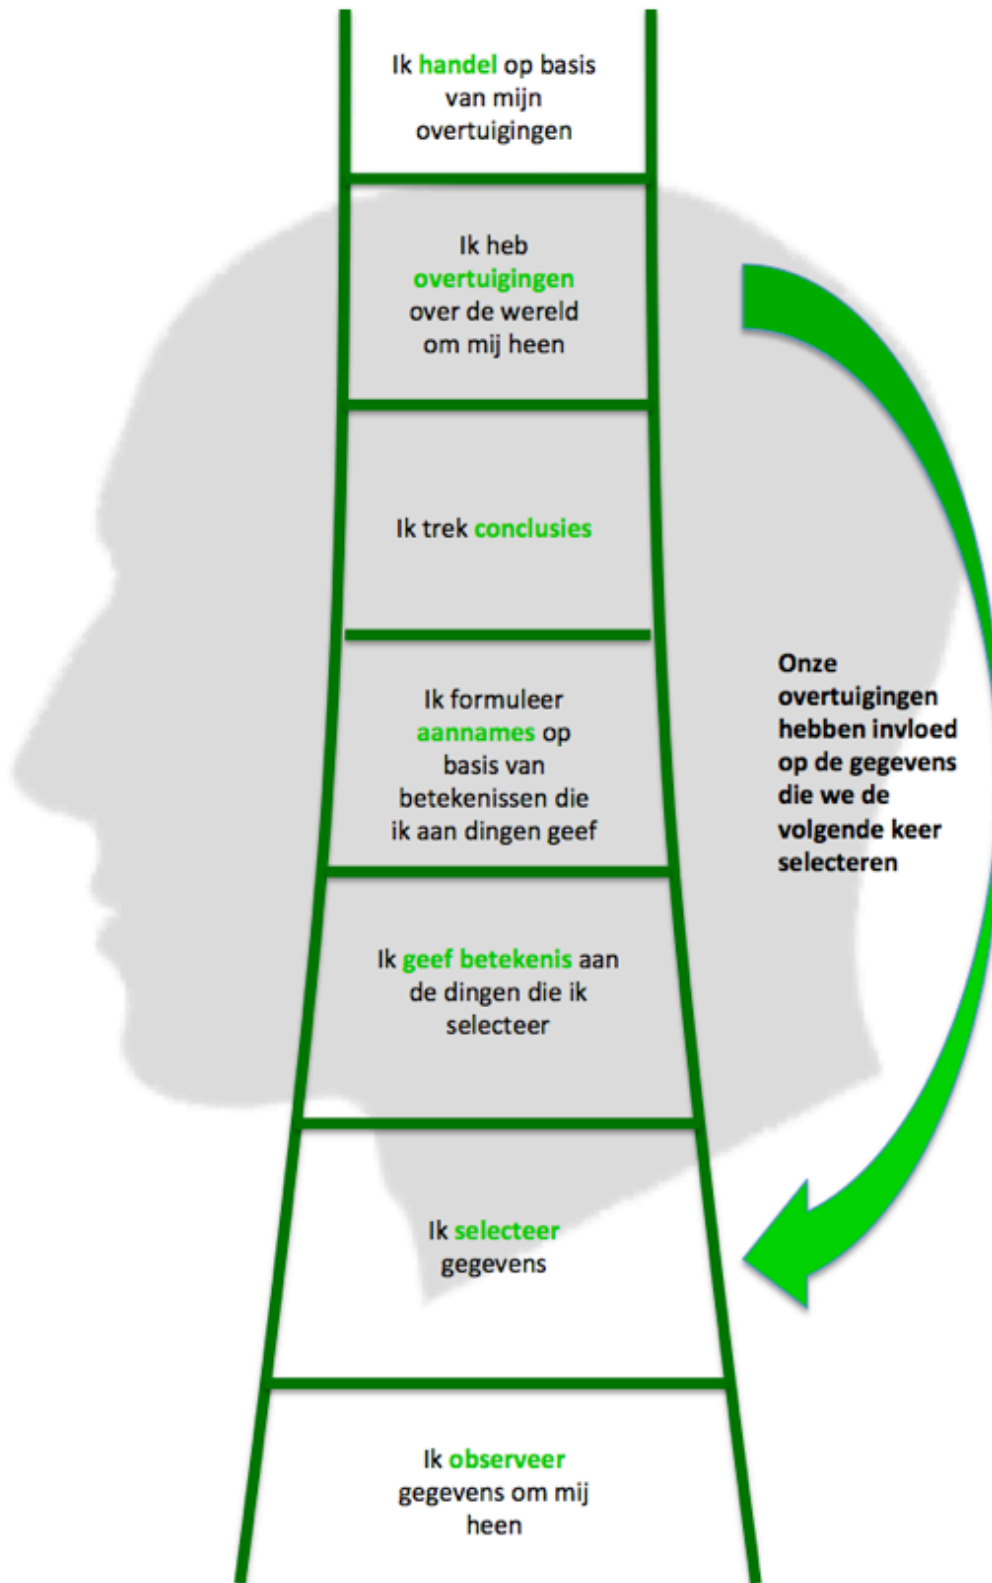 Ik handel op basis
van mijn
overtuigingen
Ik heb
overtuigingen
over de wereld
om mij heen
Ik trek conclusies
Ik formuleer
aannames op
basis van
betekenissen die
ik aan dingen geef
Onze
overtuigingen
hebben invloed
op de gegevens
die we de
volgende keer
selecteren
Ik geef betekenis aan
de dingen die ik
selecteer
Ik selecteer
gegevens
Ik observeer
gegevens om mij
heen